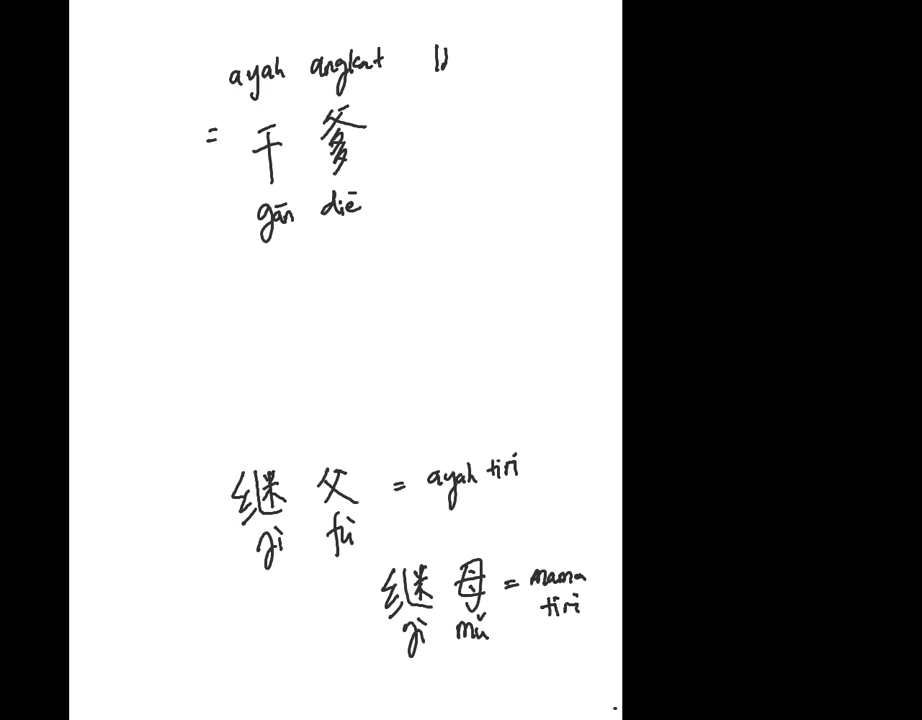 ayah angkat
= 干爹
gān diē
继父 = ayah tiri
jì fù
继母 = mama tiri
jì mǔ